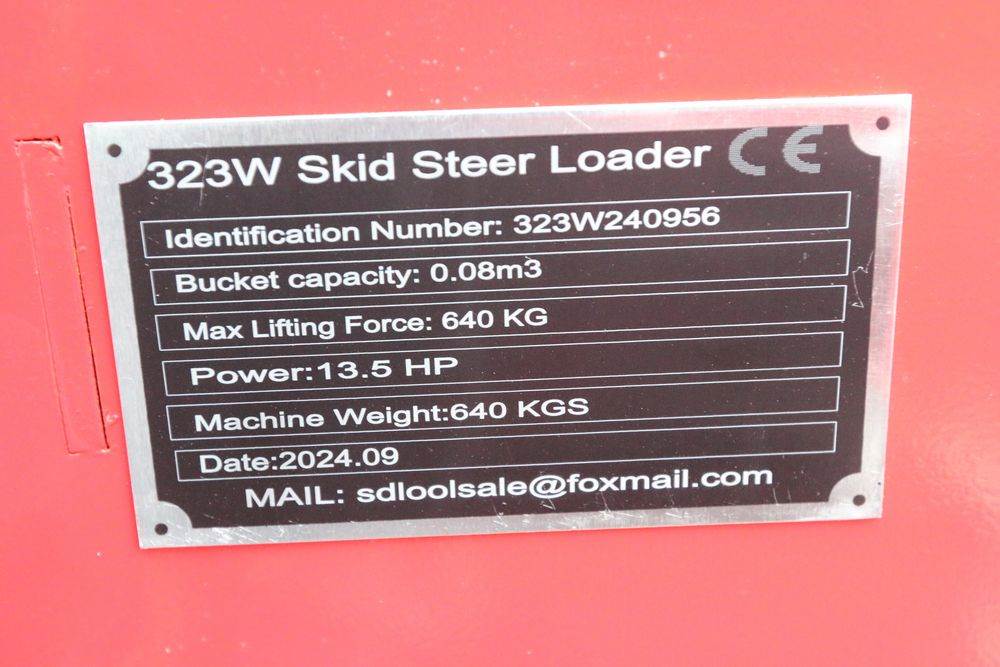 323W Skid Steer Loader CE
Identification Number: 323W240956
Bucket capacity: 0.08m3
Max Lifting Force: 640 KG
Power:13.5 HP
Machine Weight:640 KGS
Date:2024.09
MAIL: sdloolsale@foxmail.com